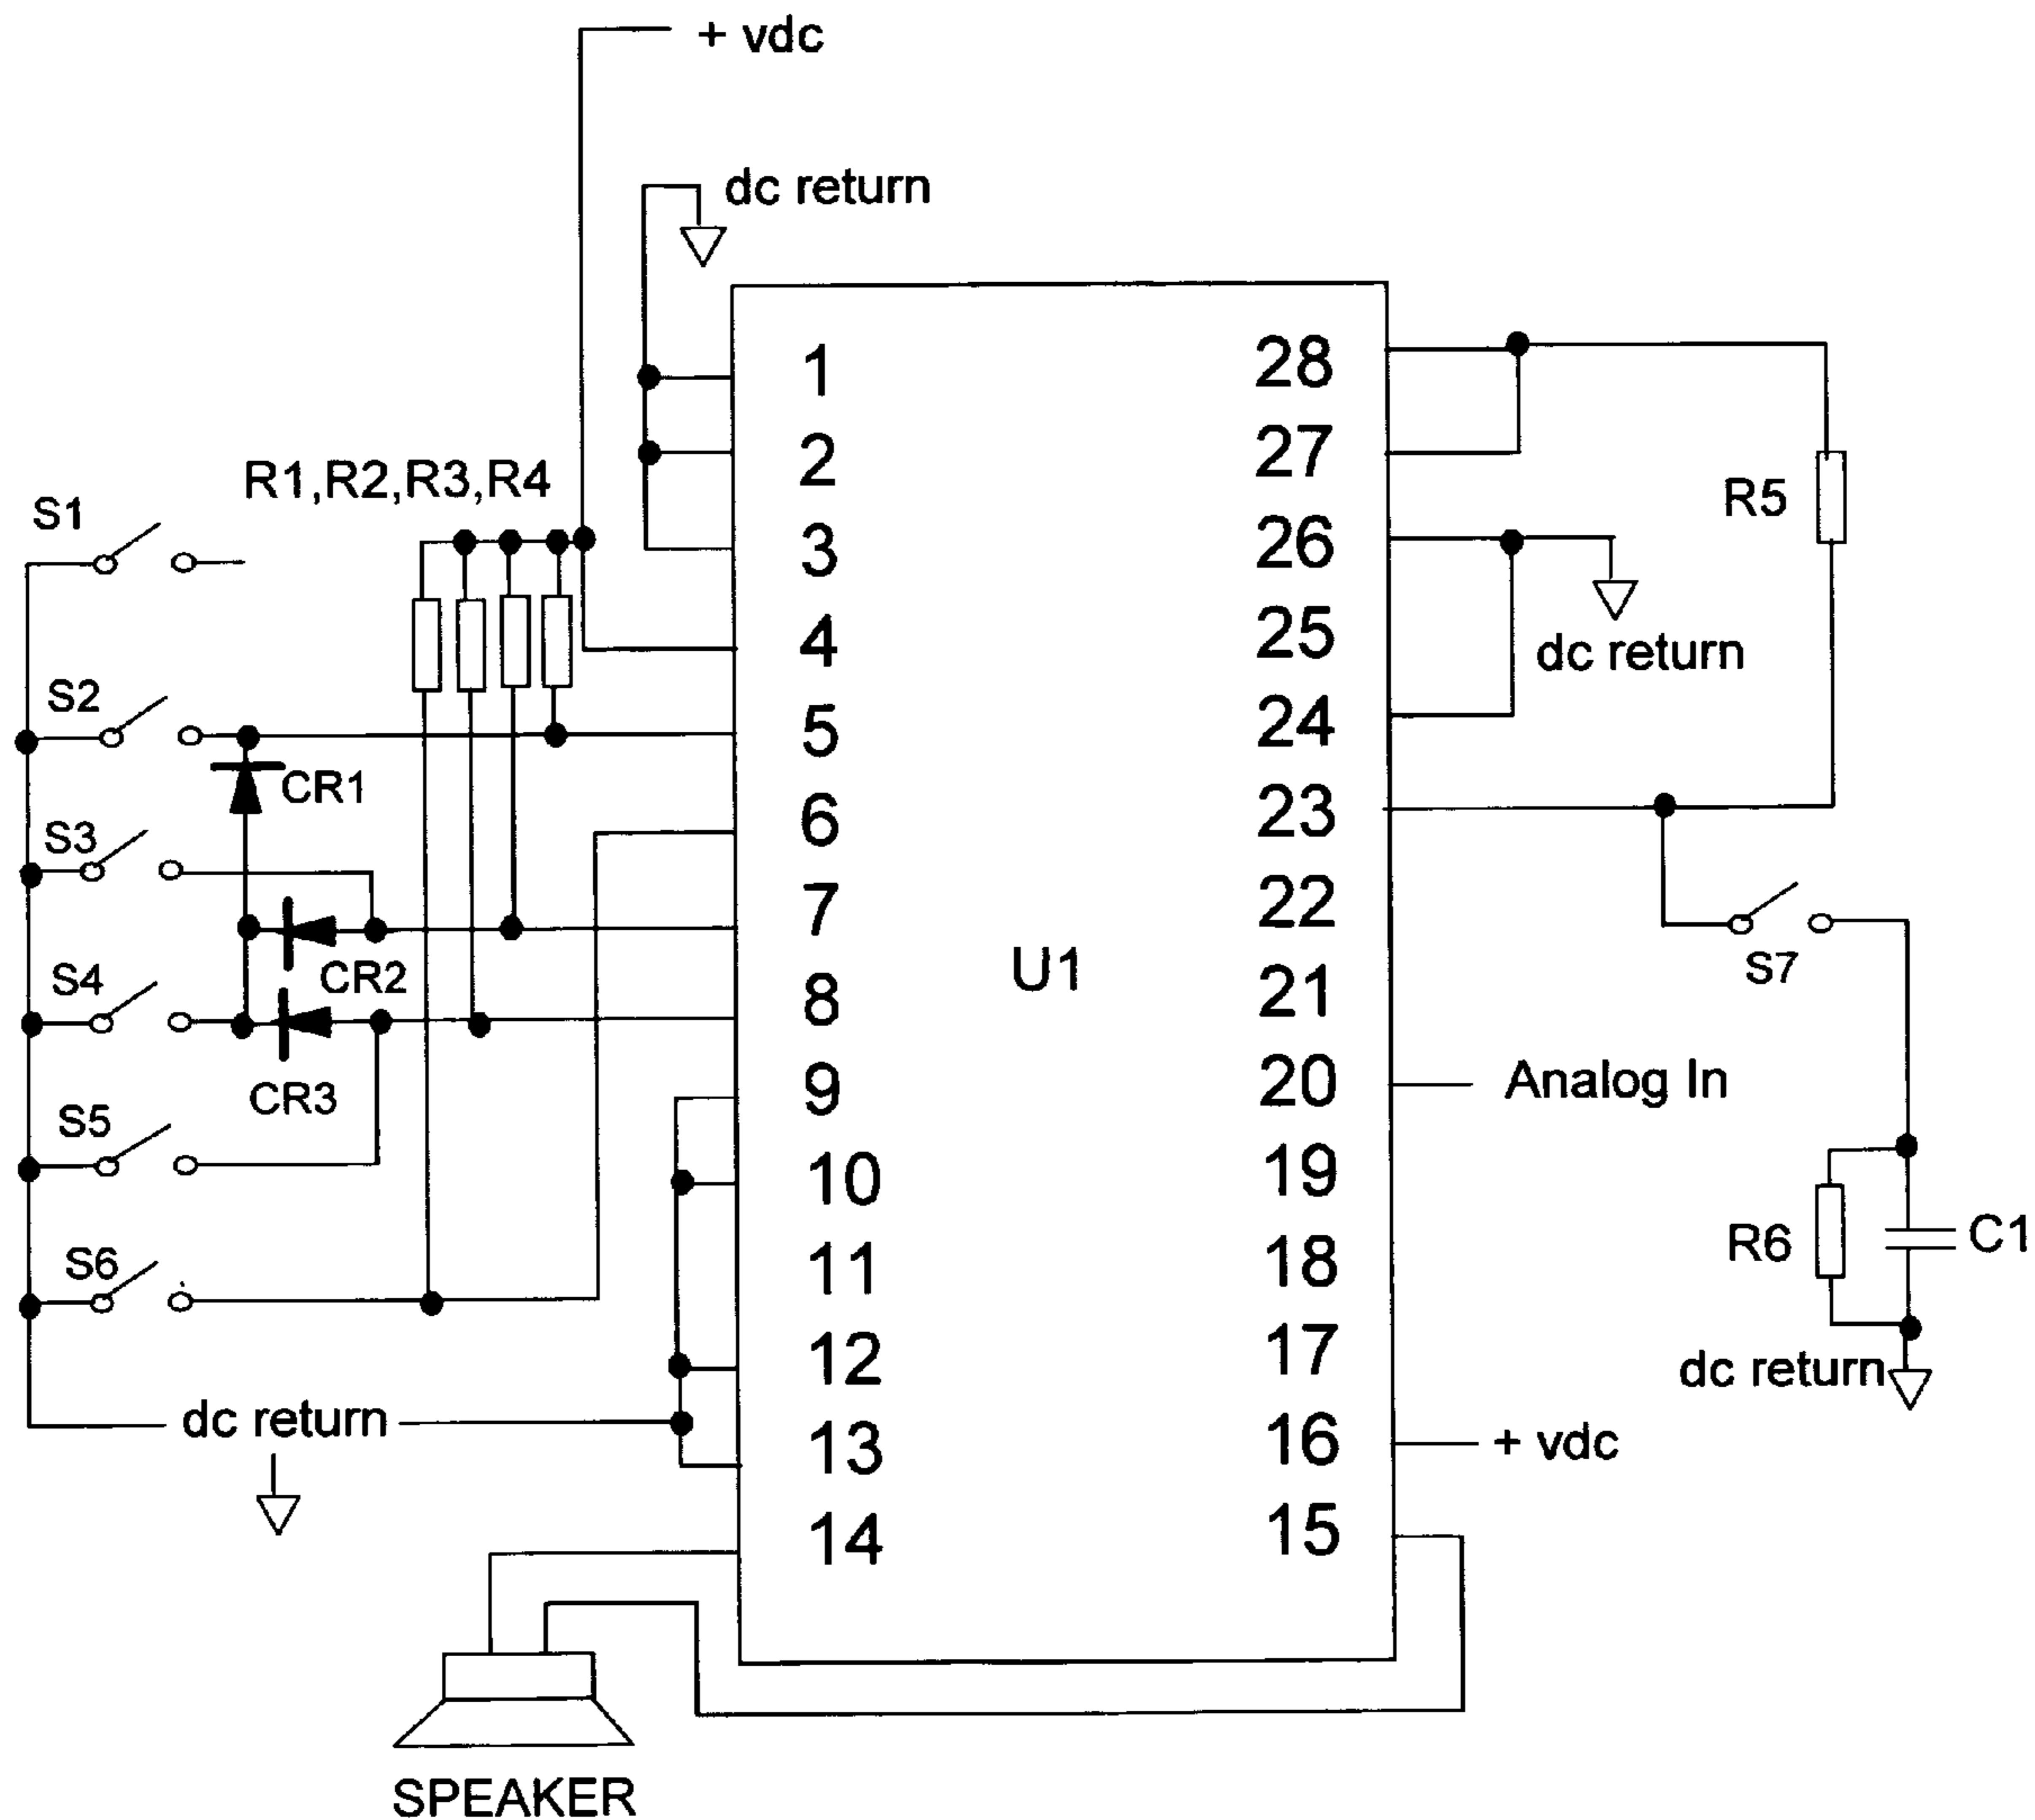 + vdc
dc return
R1,R2,R3,R4
S1
S2
CR1
S3
CR2
S4
CR3
S5
S6
dc return
1
2
3
4
5
6
7
8
9
10
11
12
13
14
U1
28
27
26
25
24
23
22
21
20
19
18
17
16
15
R5
dc return
S7
Analog In
R6
C1
dc return
+ vdc
SPEAKER